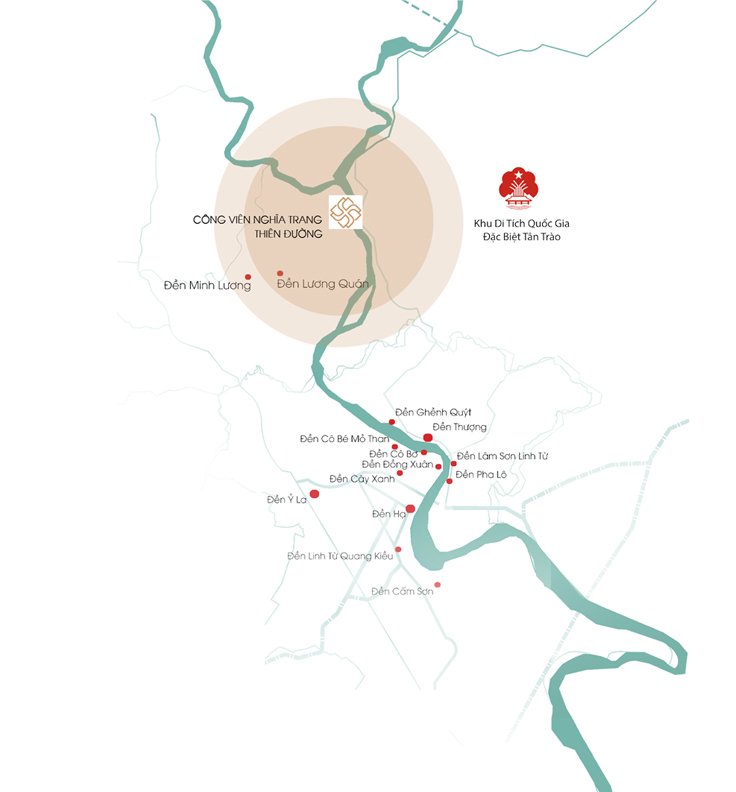 CÔNG VIÊN NGHĨA TRANG
THIÊN ĐƯỜNG
Khu Di Tích Quốc Gia
Đặc Biệt Tân Trào
Đền Minh Lương
Đền Lương Quán
Đền Ghềnh Quýt
Đền Thượng
Đền Cô Bé Mỏ Than
Đền Cô Bơ
Đền Lâm Sơn Linh Từ
Đền Đồng Xuân
Đền Pha Lô
Đền Cây Xanh
Đền Ỷ La
Đền Hạ
Đền Linh Từ Quang Kiều
Đền Cấm Sơn